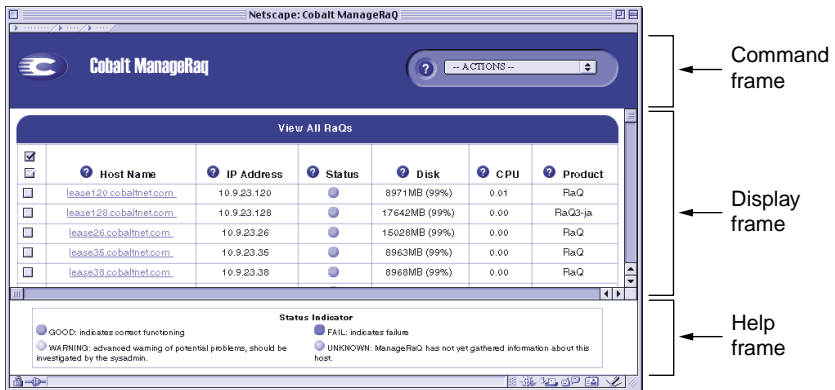 Netscape: Cobalt ManageRaQ
Cobalt ManageRaq
? -- ACTIONS --
View All RaQs
? Host Name ? IP Address ? Status ? Disk ? CPU ? Product
lease120.cobaltnet.com 10.9.23.120 8971MB (99%) 0.01 RaQ
lease128.cobaltnet.com 10.9.23.128 17642MB (99%) 0.00 RaQ3-ja
lease26.cobaltnet.com 10.9.23.26 15028MB (99%) 0.00 RaQ
lease35.cobaltnet.com 10.9.23.35 8963MB (99%) 0.00 RaQ
lease38.cobaltnet.com 10.9.23.38 8968MB (99%) 0.00 RaQ
Status Indicator
GOOD: indicates correct functioning
FAIL: indicates failure
WARNING: advanced warning of potential problems, should be
investigated by the sysadmin.
UNKNOWN: ManageRaQ has not yet gathered information about this
host.
Command
frame
Display
frame
Help
frame